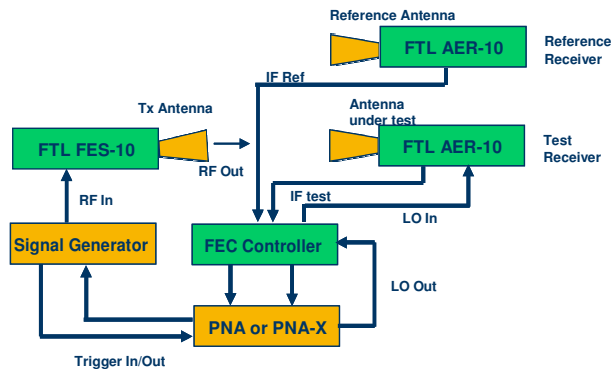 Reference Antenna
FTL AER-10
Reference
Receiver
IF Ref
Tx Antenna
Antenna
under test
FTL FES-10
RF Out
FTL AER-10
Test
Receiver
RF In
IF test
LO In
Signal Generator
FEC Controller
LO Out
PNA or PNA-X
Trigger In/Out